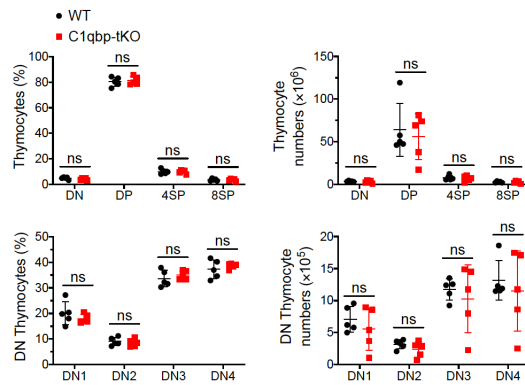 WT
C1qbp-tKO
Thymocytes (%)
100
80
60
40
20
0
ns
ns
ns
ns
DN
DP
4SP
8SP
Thymocyte
numbers (×10⁶)
150
100
50
0
ns
ns
ns
ns
DN
DP
4SP
8SP
DN Thymocytes (%)
50
40
30
20
10
0
ns
ns
ns
ns
DN1
DN2
DN3
DN4
DN Thymocyte
numbers (×10⁵)
20
15
10
5
0
ns
ns
ns
ns
DN1
DN2
DN3
DN4